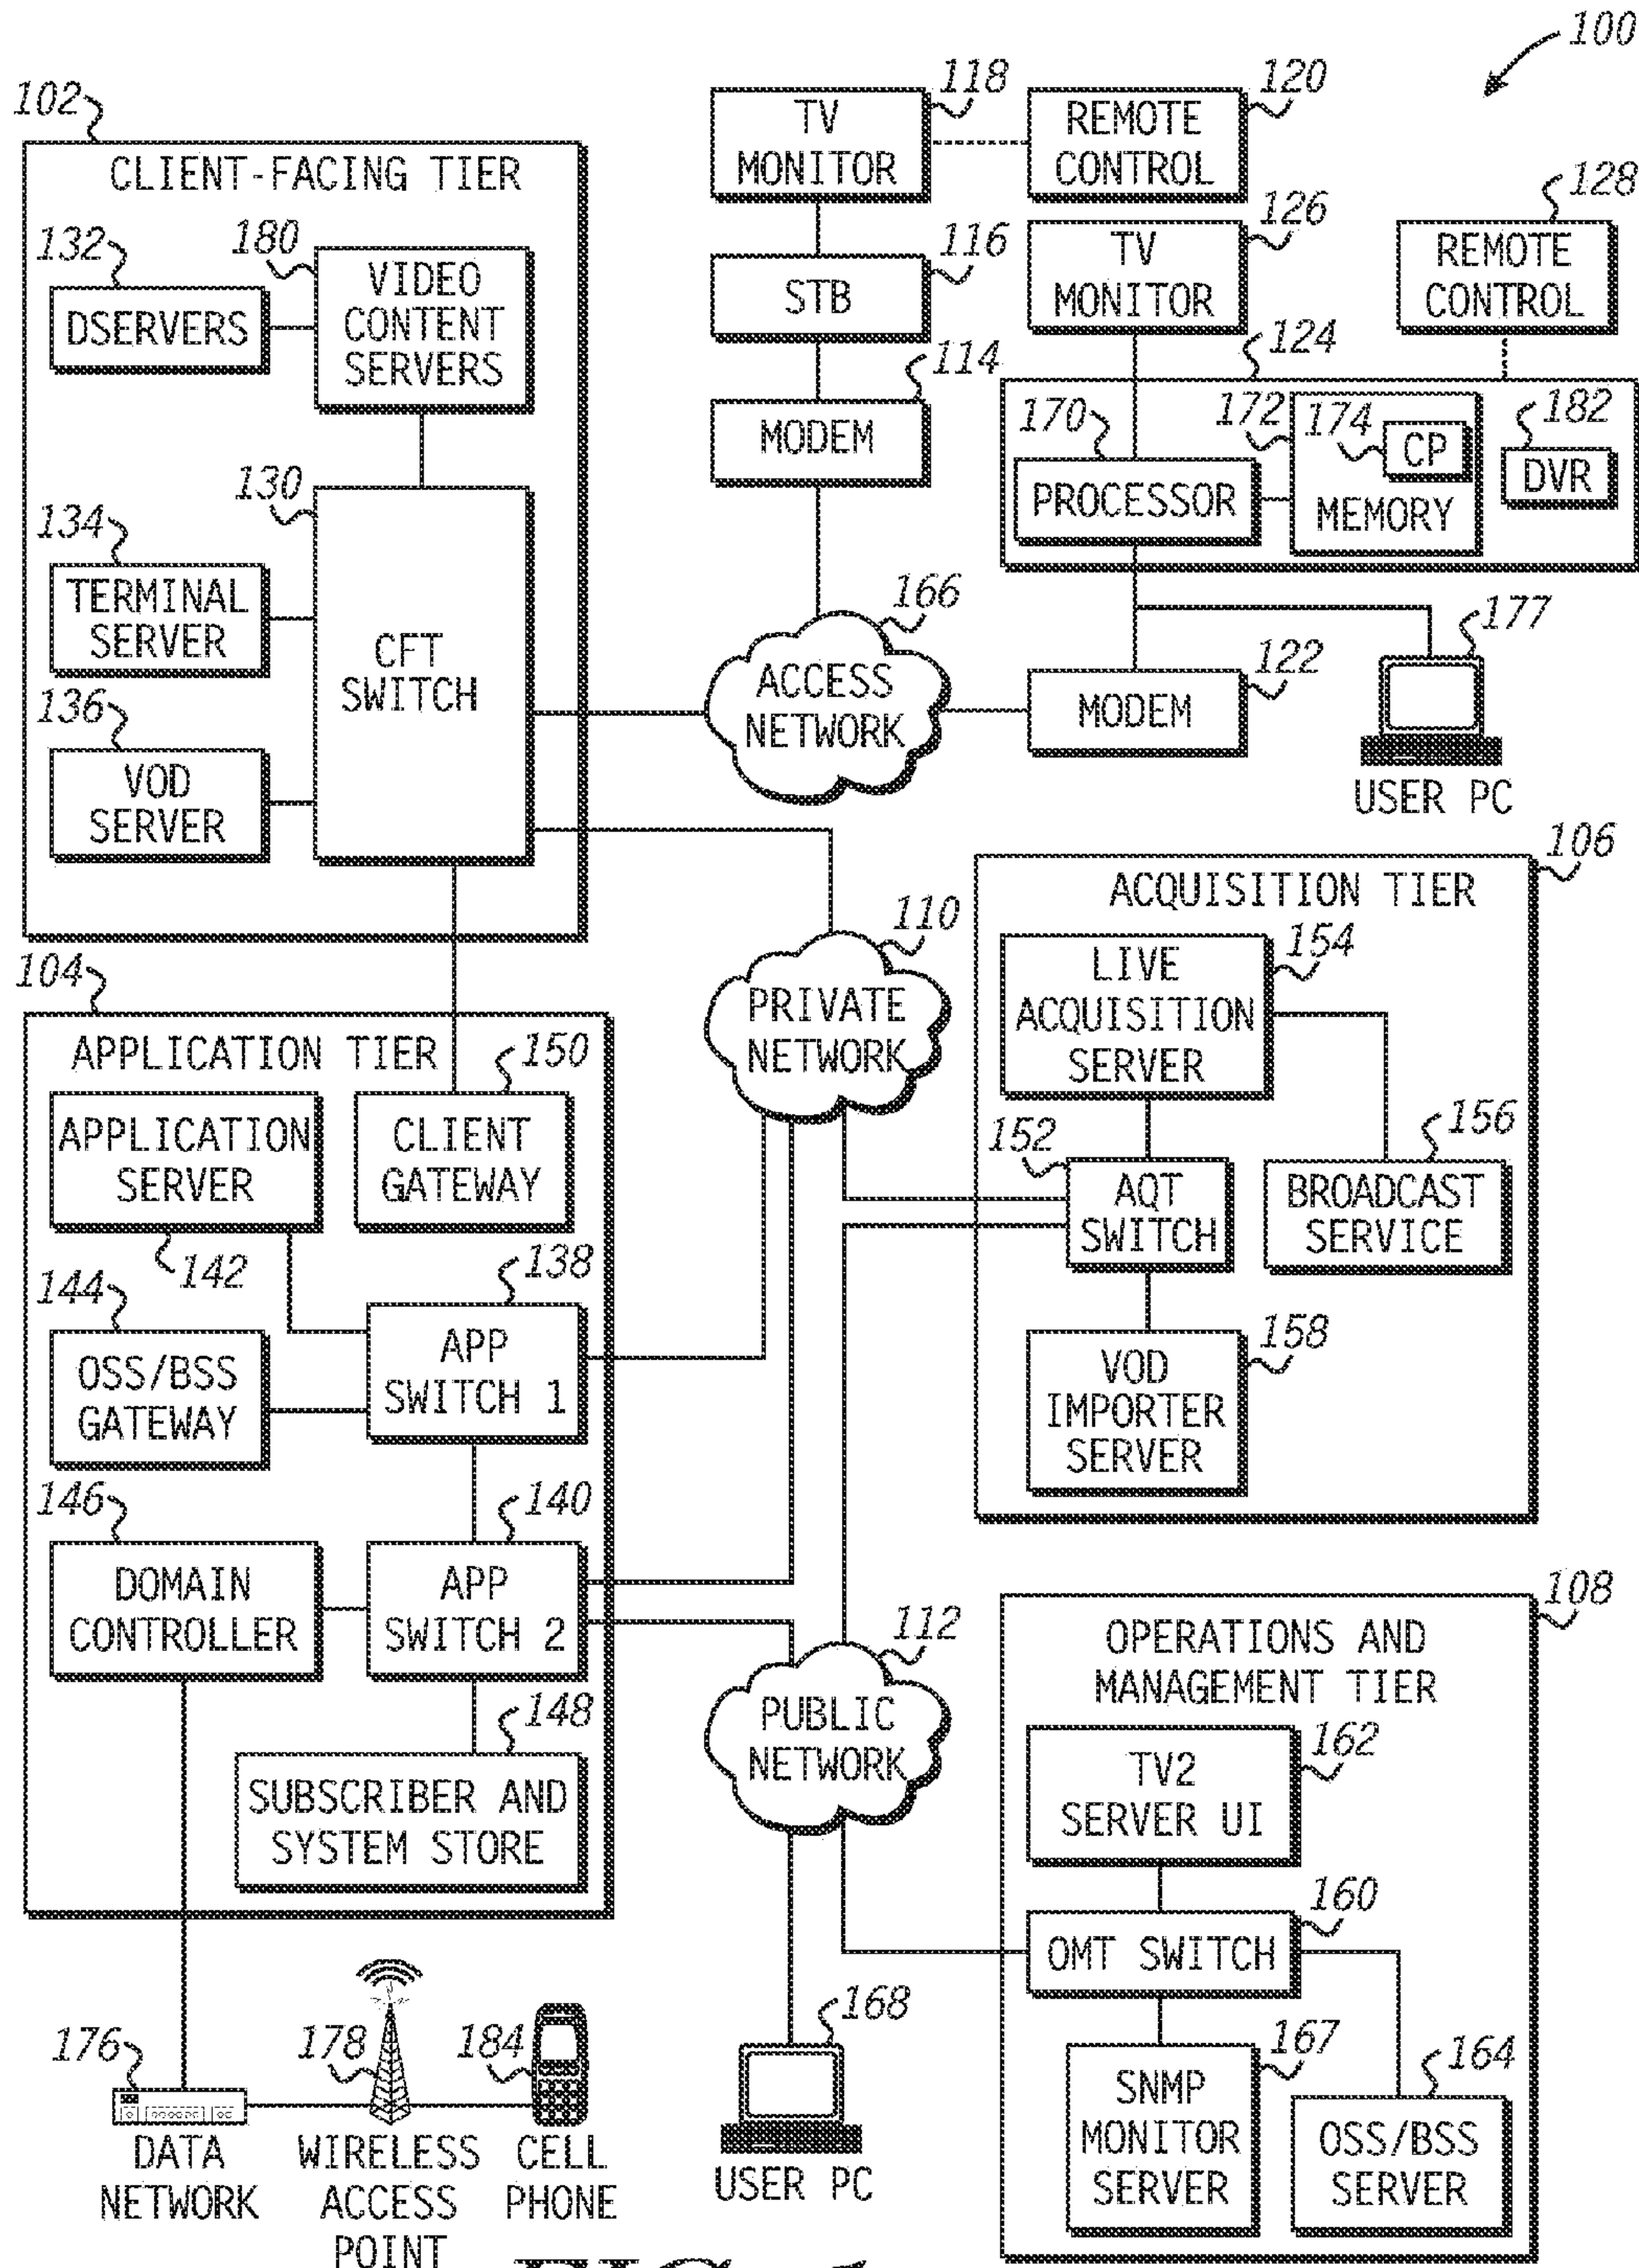 100
102
CLIENT-FACING TIER
132
DSERVERS
180
VIDEO
CONTENT
SERVERS
130
CFT
SWITCH
134
TERMINAL
SERVER
136
VOD
SERVER
118
TV
MONITOR
120
REMOTE
CONTROL
116
STB
126
TV
MONITOR
128
REMOTE
CONTROL
114
MODEM
124
170
PROCESSOR
172
174
CP
MEMORY
182
DVR
166
ACCESS
NETWORK
122
MODEM
177
USER PC
110
PRIVATE
NETWORK
106
ACQUISITION TIER
154
LIVE
ACQUISITION
SERVER
152
AQT
SWITCH
156
BROADCAST
SERVICE
158
VOD
IMPORTER
SERVER
104
APPLICATION TIER
150
APPLICATION
SERVER
142
CLIENT
GATEWAY
144
OSS/BSS
GATEWAY
138
APP
SWITCH 1
146
DOMAIN
CONTROLLER
140
APP
SWITCH 2
148
SUBSCRIBER AND
SYSTEM STORE
112
PUBLIC
NETWORK
108
OPERATIONS AND
MANAGEMENT TIER
162
TV2
SERVER UI
160
OMT SWITCH
167
SNMP
MONITOR
SERVER
164
OSS/BSS
SERVER
176
DATA
NETWORK
178
WIRELESS
ACCESS
POINT
184
CELL
PHONE
168
USER PC